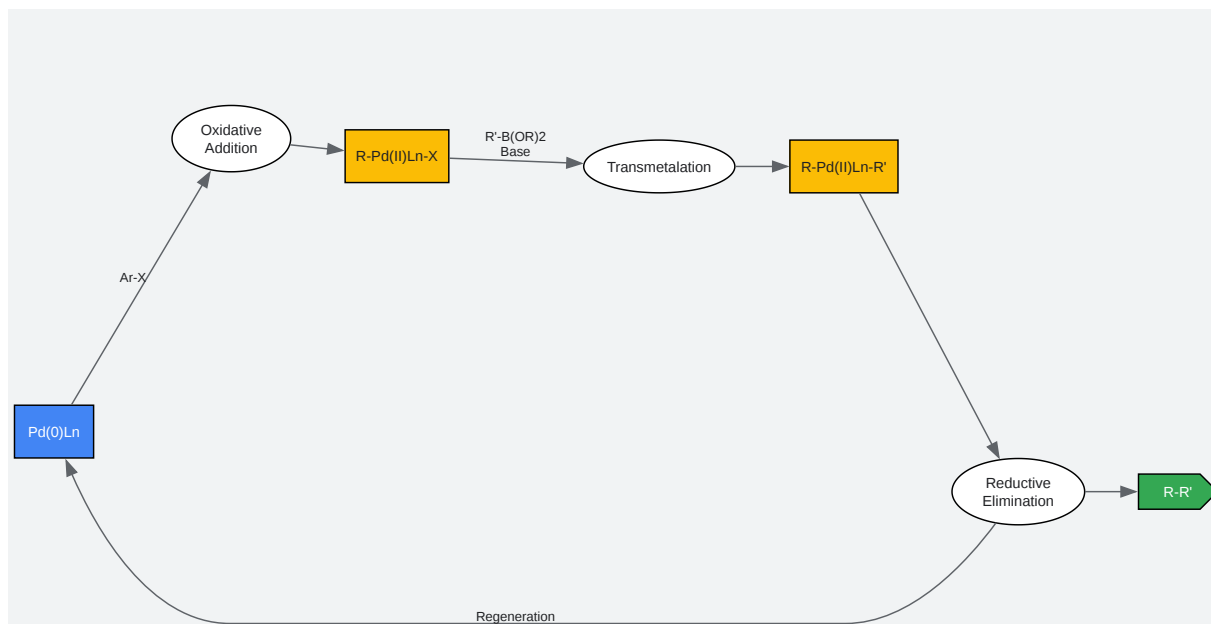 Oxidative
Addition
R-Pd(II)Ln-X
R'-B(OR)2
Base
Transmetalation
R-Pd(II)Ln-R'
Ar-X
Pd(0)Ln
Reductive
Elimination
R-R'
Regeneration